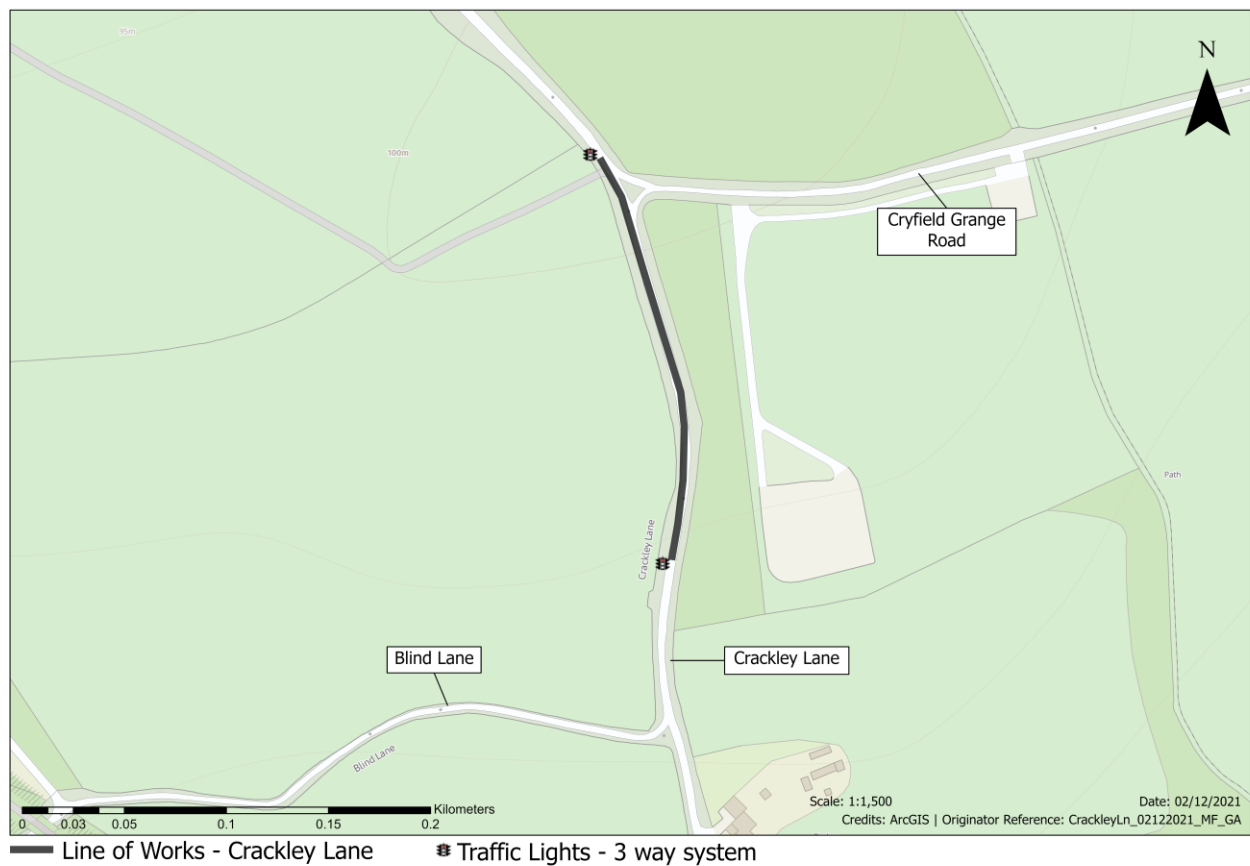 95m
N
100m
Cryfield Grange
Road
Path
Crackley Lane
Blind Lane
Crackley Lane
Blind Lane
Kilometers
0 0.03 0.05 0.1 0.15 0.2
Scale: 1:1,500
Date: 02/12/2021
Credits: ArcGIS | Originator Reference: CrackleyLn_02122021_MF_GA
Line of Works - Crackley Lane
Traffic Lights - 3 way system